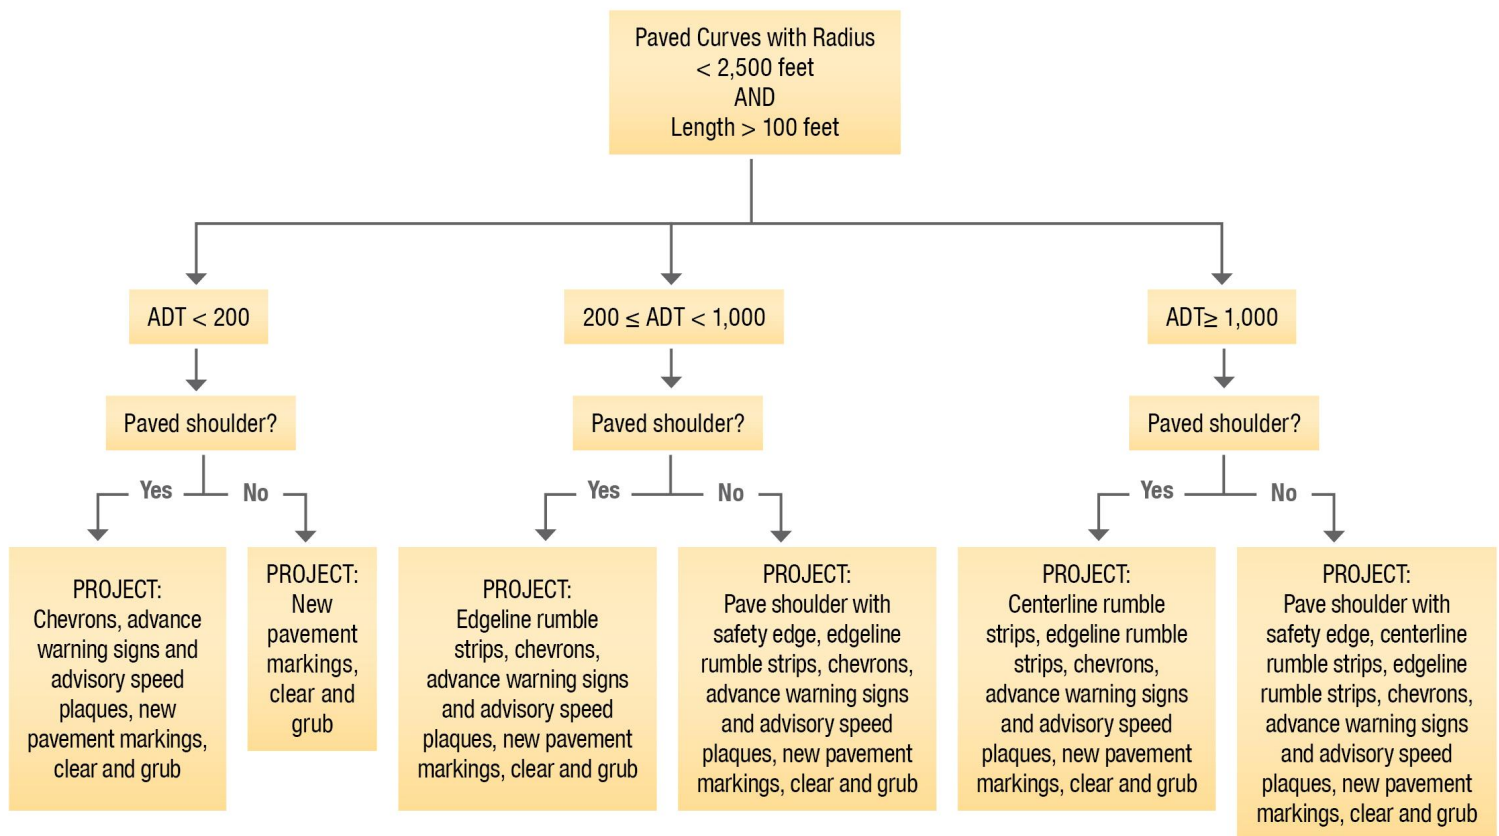 Paved Curves with Radius
< 2,500 feet
AND
Length > 100 feet
ADT < 200
200 ≤ ADT < 1,000
ADT≥ 1,000
Paved shoulder?
Paved shoulder?
Paved shoulder?
Yes
No
Yes
No
Yes
No
PROJECT:
Chevrons, advance
warning signs and
advisory speed
plaques, new
pavement markings,
clear and grub
PROJECT:
New
pavement
markings,
clear and
grub
PROJECT:
Edgeline rumble
strips, chevrons,
advance warning signs
and advisory speed
plaques, new pavement
markings, clear and grub
PROJECT:
Pave shoulder with
safety edge, edgeline
rumble strips, chevrons,
advance warning signs
and advisory speed
plaques, new pavement
markings, clear and grub
PROJECT:
Centerline rumble
strips, edgeline rumble
strips, chevrons,
advance warning signs
and advisory speed
plaques, new pavement
markings, clear and grub
PROJECT:
Pave shoulder with
safety edge, centerline
rumble strips, edgeline
rumble strips, chevrons,
advance warning signs
and advisory speed
plaques, new pavement
markings, clear and grub